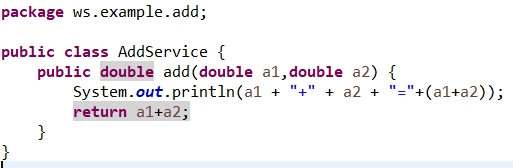 package ws.example.add;
public class AddService {
public double add(double a1,double a2) {
System.out.println(a1 + "+" + a2 + "="+(a1+a2));
return a1+a2;
}
}